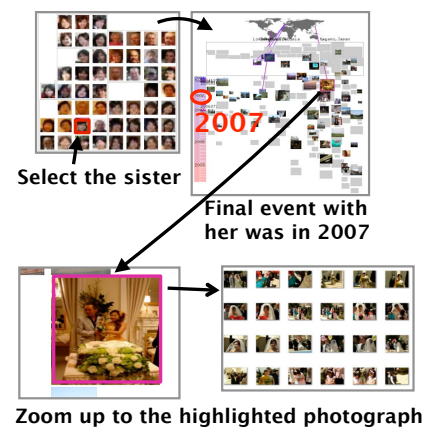 2007
Select the sister
Final event with
her was in 2007
Zoom up to the highlighted photograph